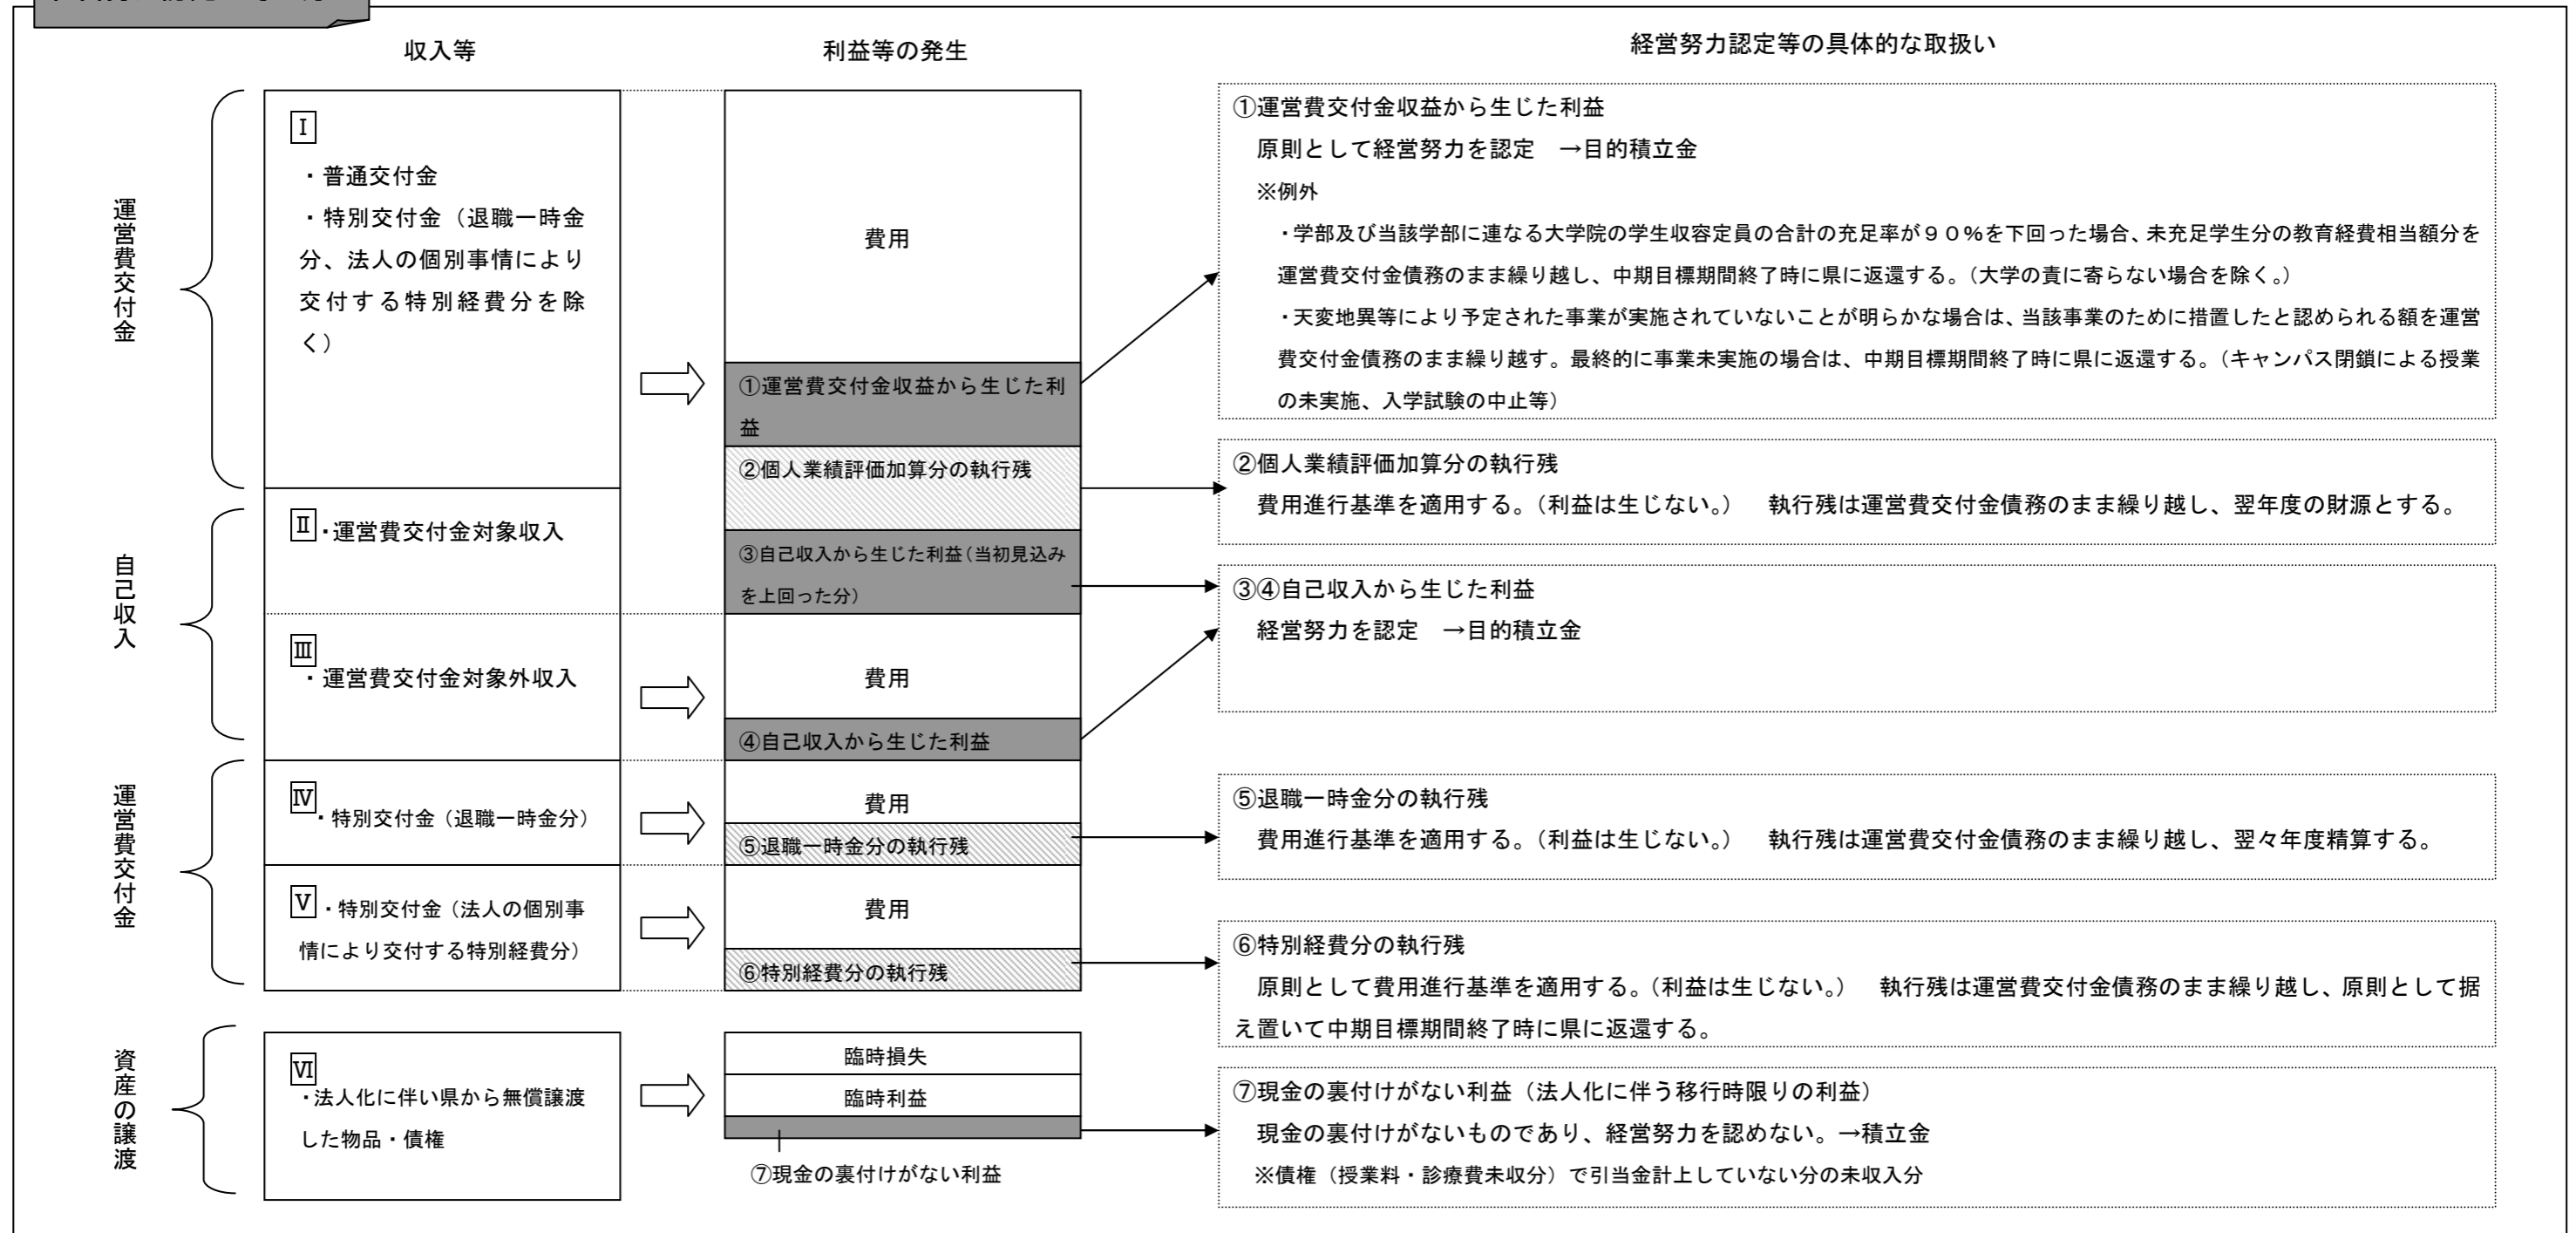 収入等
利益等の発生
経営努力認定等の具体的な取扱い
運営費交付金
Ⅰ
・普通交付金
・特別交付金（退職一時金
分、法人の個別事情により
交付する特別経費分を除
く）
自己収入
Ⅱ・運営費交付金対象収入
Ⅲ
・運営費交付金対象外収入
運営費交付金
Ⅳ
・特別交付金（退職一時金分）
Ⅴ・特別交付金（法人の個別事
情により交付する特別経費分）
資産の譲渡
Ⅵ
・法人化に伴い県から無償譲渡
した物品・債権
費用
①運営費交付金収益から生じた利
益
②個人業績評価加算分の執行残
③自己収入から生じた利益（当初見込み
を上回った分）
費用
④自己収入から生じた利益
費用
⑤退職一時金分の執行残
費用
⑥特別経費分の執行残
臨時損失
臨時利益
⑦現金の裏付けがない利益
①運営費交付金収益から生じた利益
原則として経営努力を認定　→目的積立金
※例外
・学部及び当該学部に連なる大学院の学生収容定員の合計の充足率が９０％を下回った場合、未充足学生分の教育経費相当額分を
運営費交付金債務のまま繰り越し、中期目標期間終了時に県に返還する。（大学の責に寄らない場合を除く。）
・天変地異等により予定された事業が実施されていないことが明らかな場合は、当該事業のために措置したと認められる額を運営
費交付金債務のまま繰り越す。最終的に事業未実施の場合は、中期目標期間終了時に県に返還する。（キャンパス閉鎖による授業
の未実施、入学試験の中止等）
②個人業績評価加算分の執行残
費用進行基準を適用する。（利益は生じない。）　執行残は運営費交付金債務のまま繰り越し、翌年度の財源とする。
③④自己収入から生じた利益
経営努力を認定　→目的積立金
⑤退職一時金分の執行残
費用進行基準を適用する。（利益は生じない。）　執行残は運営費交付金債務のまま繰り越し、翌々年度精算する。
⑥特別経費分の執行残
原則として費用進行基準を適用する。（利益は生じない。）　執行残は運営費交付金債務のまま繰り越し、原則として据
え置いて中期目標期間終了時に県に返還する。
⑦現金の裏付けがない利益（法人化に伴う移行時限りの利益）
現金の裏付けがないものであり、経営努力を認めない。→積立金
※債権（授業料・診療費未収分）で引当金計上していない分の未収入分